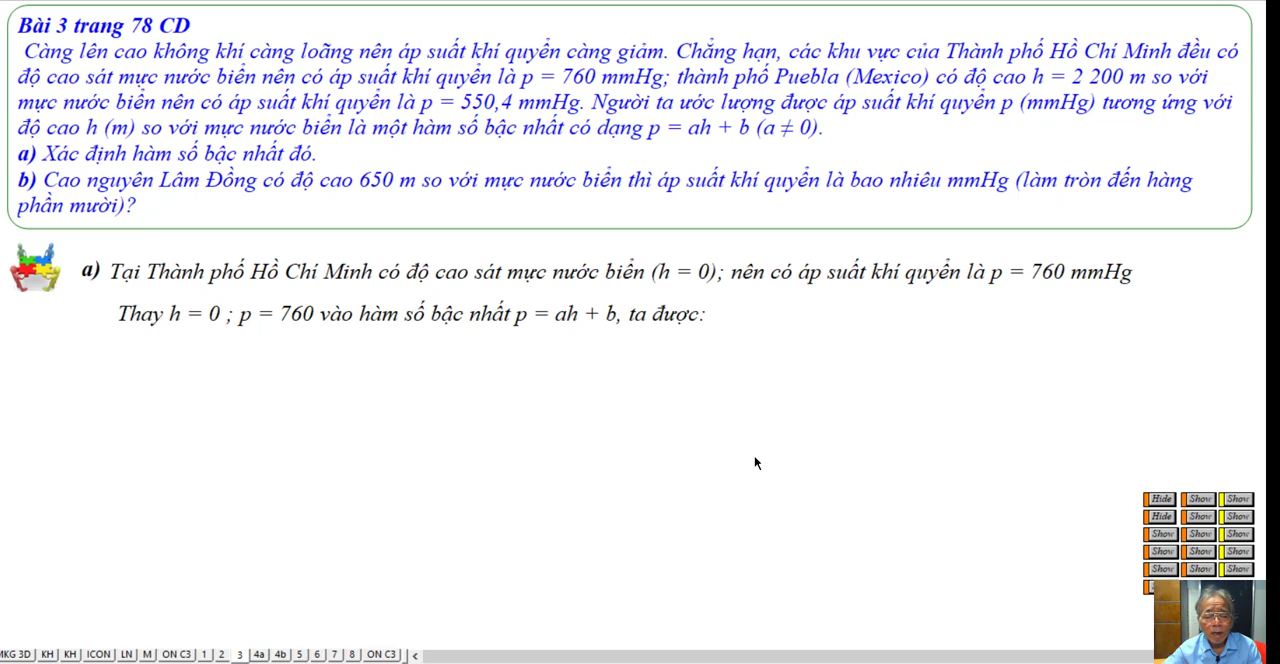 Bài 3 trang 78 CD
Càng lên cao không khí càng loãng nên áp suất khí quyển càng giảm. Chẳng hạn, các khu vực của Thành phố Hồ Chí Minh đều có
độ cao sát mực nước biển nên có áp suất khí quyển là p = 760 mmHg; thành phố Puebla (Mexico) có độ cao h = 2 200 m so với
mực nước biển nên có áp suất khí quyển là p = 550,4 mmHg. Người ta ước lượng được áp suất khí quyển p (mmHg) tương ứng với
độ cao h (m) so với mực nước biển là một hàm số bậc nhất có dạng p = ah + b (a ≠ 0).
a) Xác định hàm số bậc nhất đó.
b) Cao nguyên Lâm Đồng có độ cao 650 m so với mực nước biển thì áp suất khí quyển là bao nhiêu mmHg (làm tròn đến hàng
phần mười)?
a) Tại Thành phố Hồ Chí Minh có độ cao sát mực nước biển (h = 0); nên có áp suất khí quyển là p = 760 mmHg
Thay h = 0 ; p = 760 vào hàm số bậc nhất p = ah + b, ta được:
Hide Show Show
Hide Show Show
Show Show Show
Show Show Show
Show Show Show
MKG 3D KH KH ICON LN M ON C3 1 2 3 4a 4b 5 6 7 8 ON C3